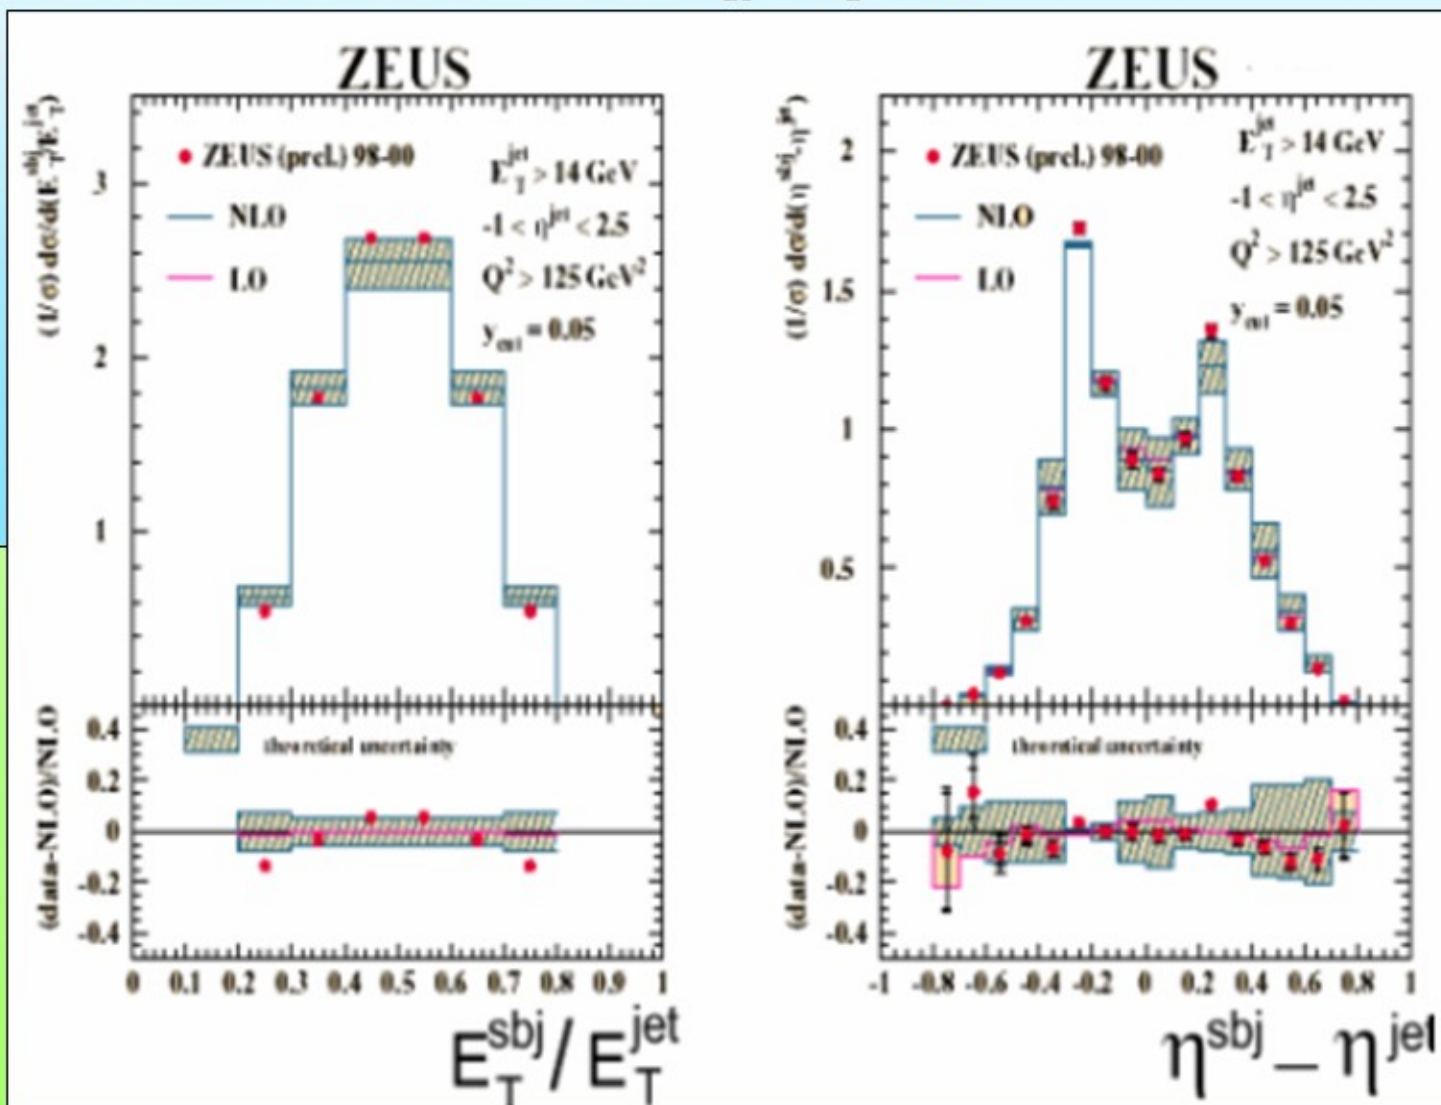 ZEUS
(1/σ) dσ/d(E_T^sbj/E_T^jet)
ZEUS (prel.) 98-00
NLO
LO
E_T^jet > 14 GeV
-1 < η^jet < 2.5
Q^2 > 125 GeV^2
y_cut = 0.05
3
2
1
(data-NLO)/NLO
theoretical uncertainty
0.4
0.2
0
-0.2
-0.4
0 0.1 0.2 0.3 0.4 0.5 0.6 0.7 0.8 0.9 1
E_T^sbj / E_T^jet
ZEUS
(1/σ) dσ/d(η^sbj-η^jet)
ZEUS (prel.) 98-00
NLO
LO
E_T^jet > 14 GeV
-1 < η^jet < 2.5
Q^2 > 125 GeV^2
y_cut = 0.05
2
1.5
1
0.5
(data-NLO)/NLO
theoretical uncertainty
0.4
0.2
0
-0.2
-0.4
-1 -0.8 -0.6 -0.4 -0.2 0 0.2 0.4 0.6 0.8 1
η^sbj – η^jet